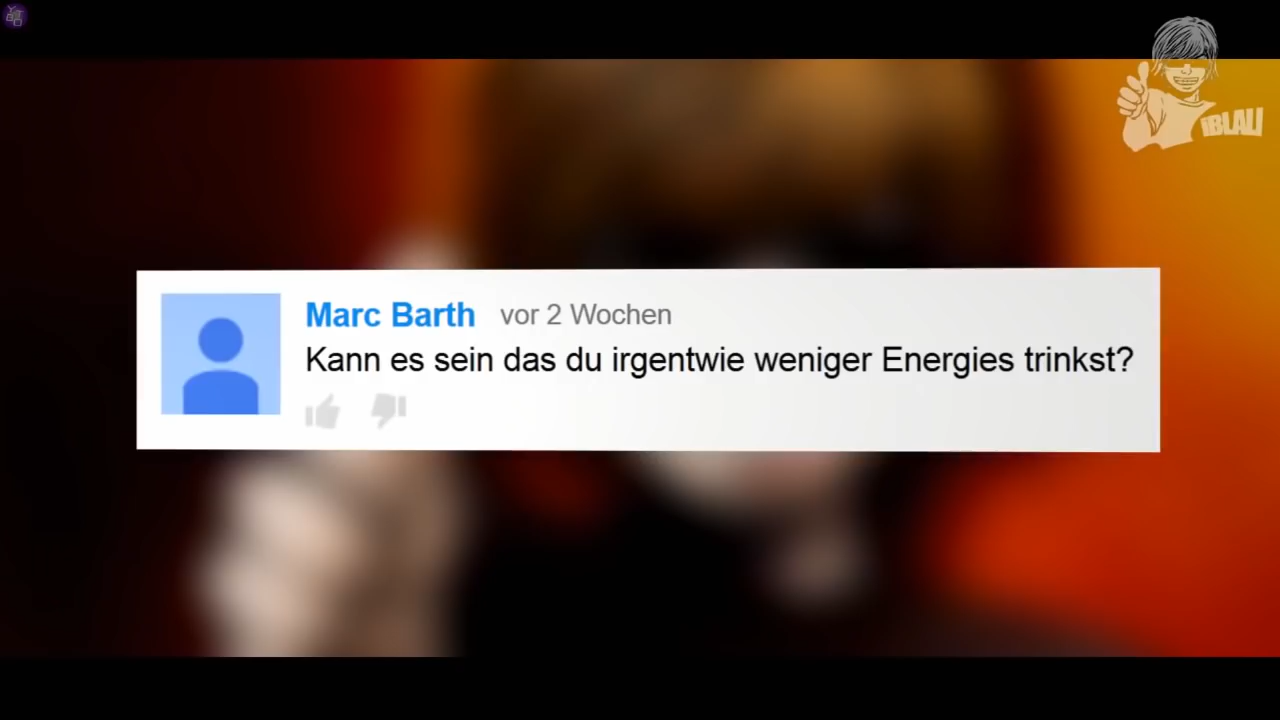 iBLALI
Marc Barth vor 2 Wochen
Kann es sein das du irgentwie weniger Energies trinkst?